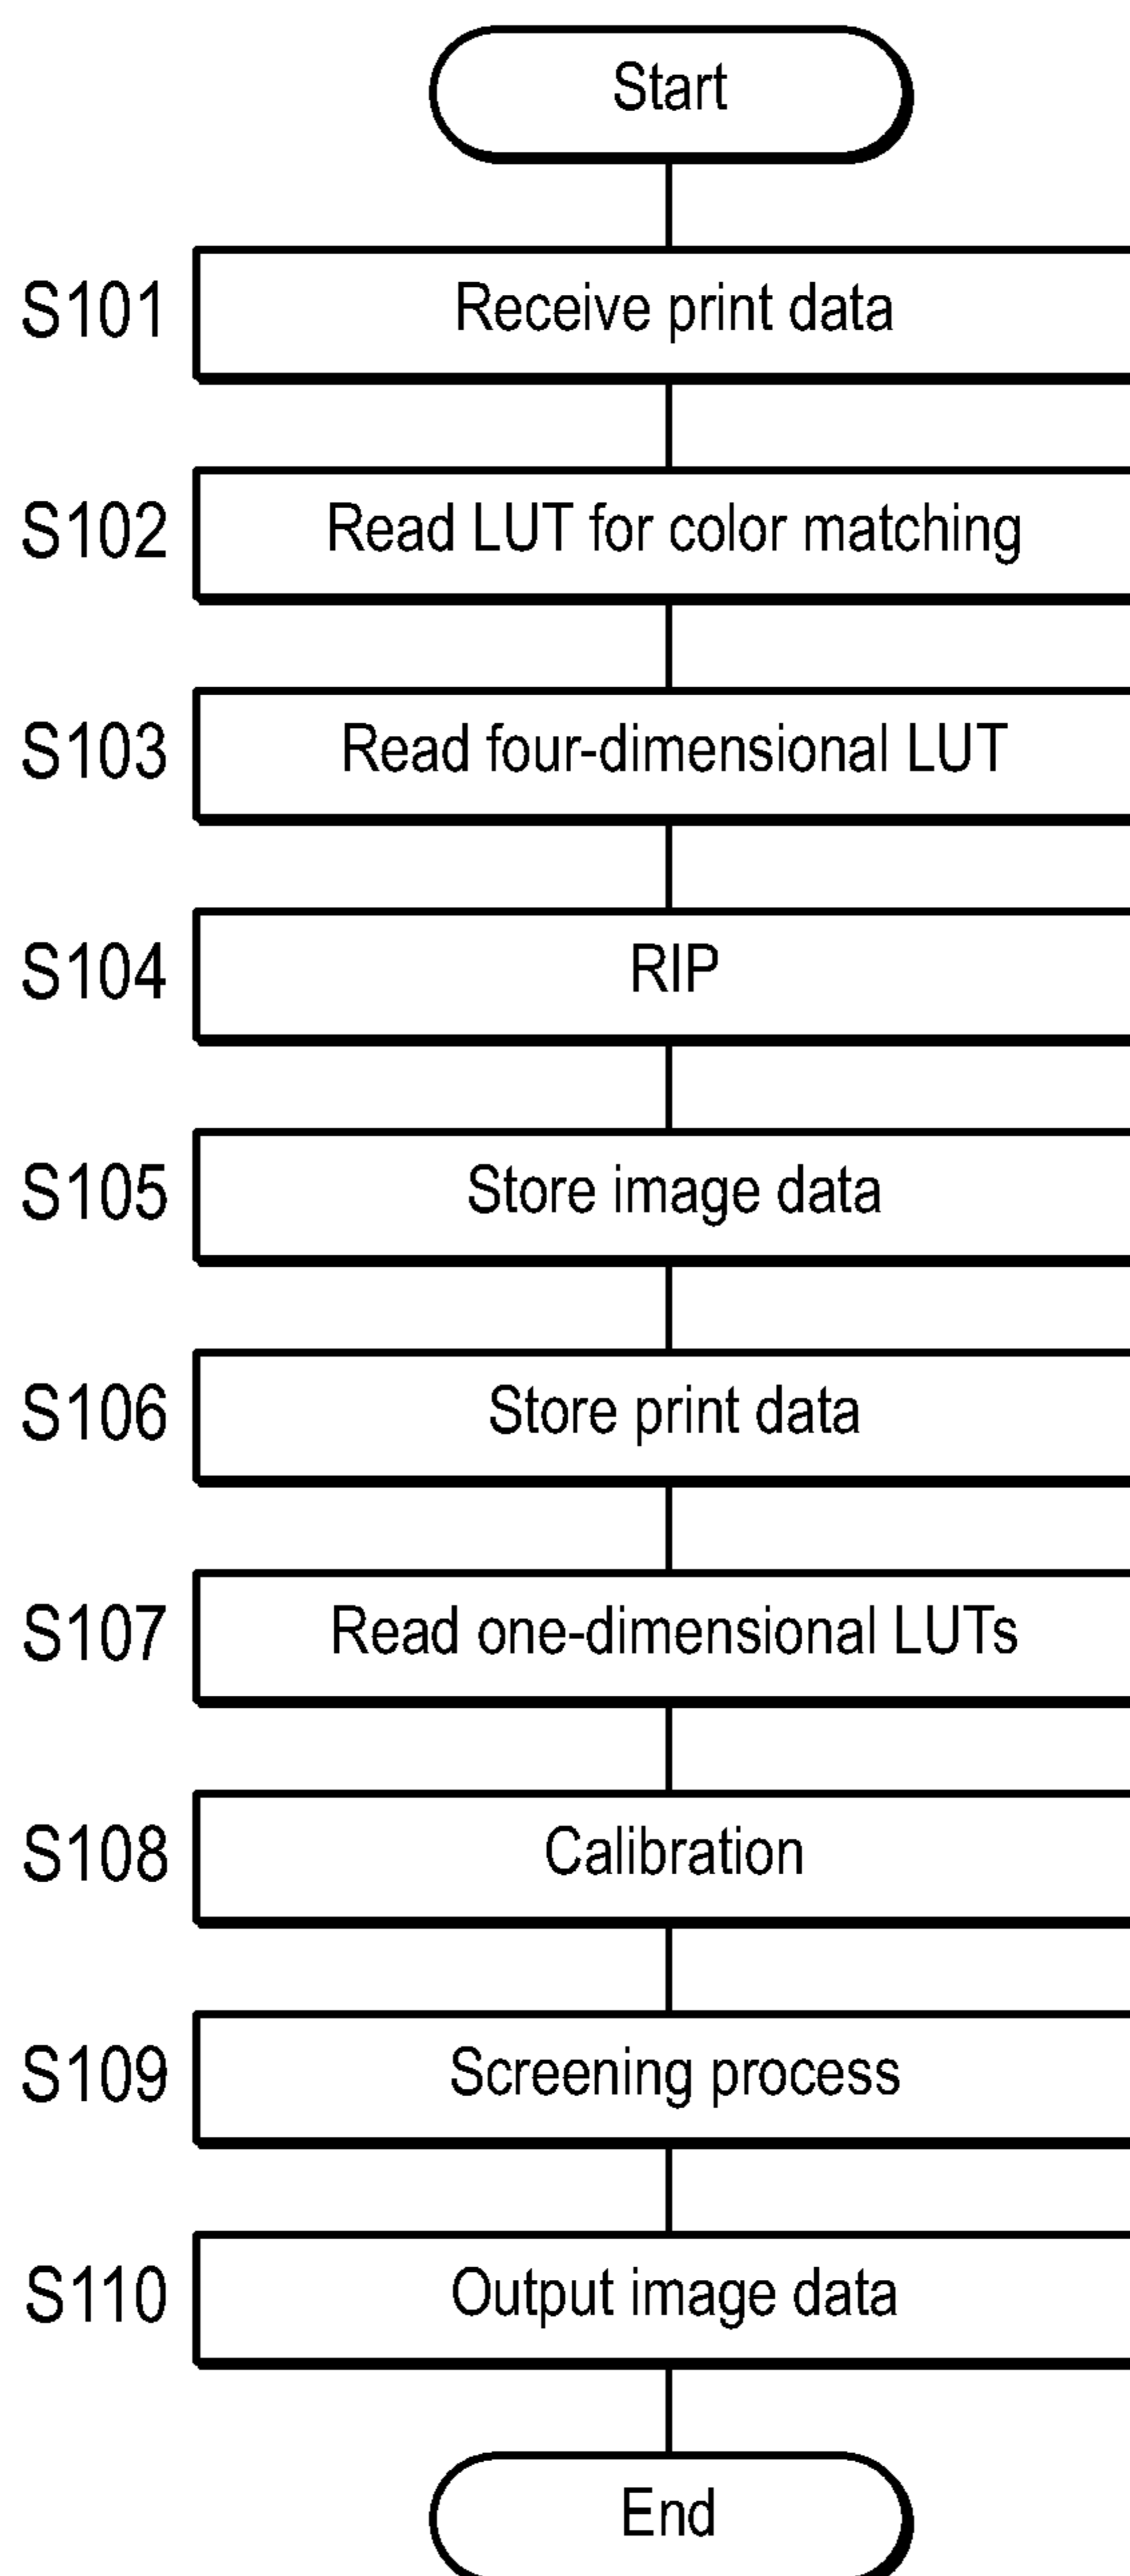 Start
S101 Receive print data
S102 Read LUT for color matching
S103 Read four-dimensional LUT
S104 RIP
S105 Store image data
S106 Store print data
S107 Read one-dimensional LUTs
S108 Calibration
S109 Screening process
S110 Output image data
End